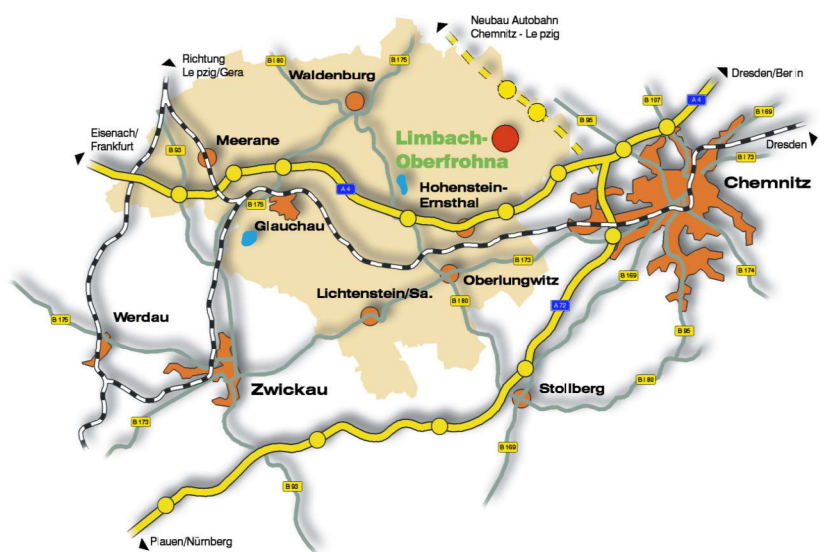 Neubau Autobahn
Chemnitz - Le pzig
Richtung
Le pzig/Gera
B 180
B 175
Waldenburg
Dresden/Ber in
A 4
B 107
B 169
B 95
Eisenach/
Frankfurt
Meerane
B 93
Limbach-
Oberfrohna
Dresden
B 173
Chemnitz
A 4
Hohenstein-
Ernsthal
B 175
Glauchau
B 173
B 169
B 174
Oberlungwitz
Lichtenstein/Sa.
B 180
A 72
Werdau
B 175
B 95
Zwickau
Stollberg
B 180
B 173
B 169
B 93
Plauen/Nürnberg